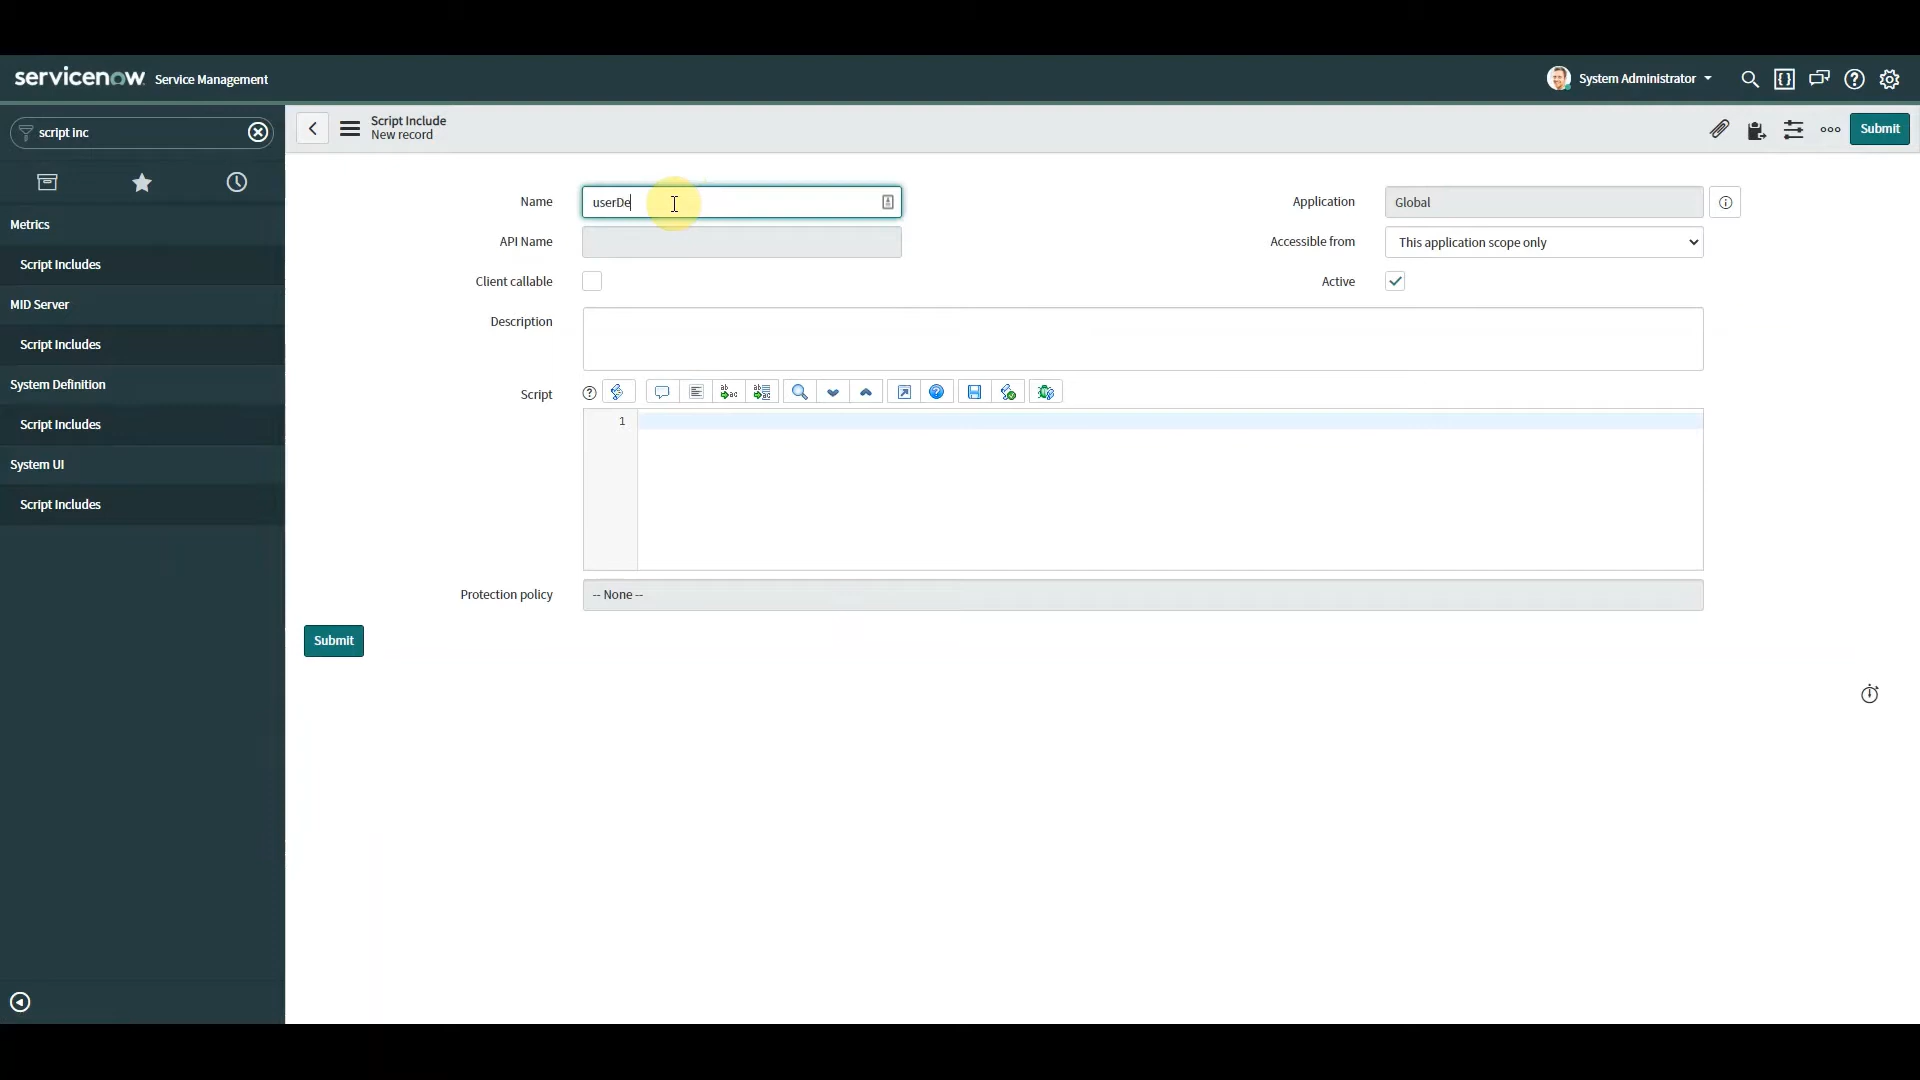 servicenow Service Management
System Administrator
script inc
Script Include
New record
Submit
Metrics
Script Includes
MID Server
Script Includes
System Definition
Script Includes
System UI
Script Includes
Name
userDe
Application
Global
API Name
Accessible from
This application scope only
Client callable
Active
Description
Script
1
Protection policy
-- None --
Submit